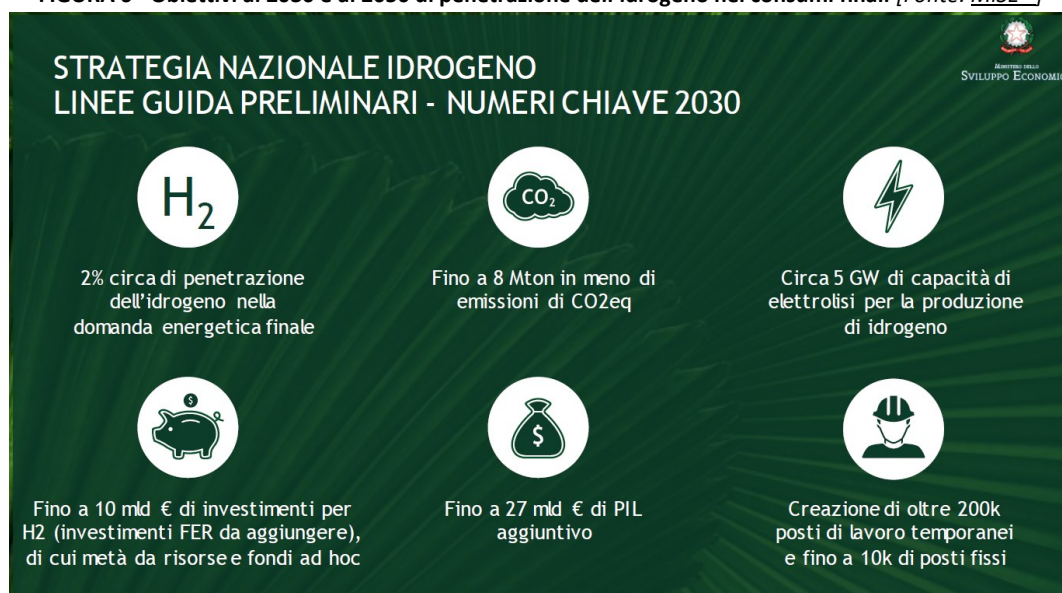 STRATEGIA NAZIONALE IDROGENO
LINEE GUIDA PRELIMINARI - NUMERI CHIAVE 2030
MINISTERO DELLO
SVILUPPO ECONOMICO
H2
2% circa di penetrazione
dell'idrogeno nella
domanda energetica finale
CO2
Fino a 8 Mton in meno di
emissioni di CO2eq
Circa 5 GW di capacità di
elettrolisi per la produzione
di idrogeno
$
Fino a 10 mld € di investimenti per
H2 (investimenti FER da aggiungere),
di cui metà da risorse e fondi ad hoc
$
Fino a 27 mld € di PIL
aggiuntivo
Creazione di oltre 200k
posti di lavoro temporanei
e fino a 10k di posti fissi